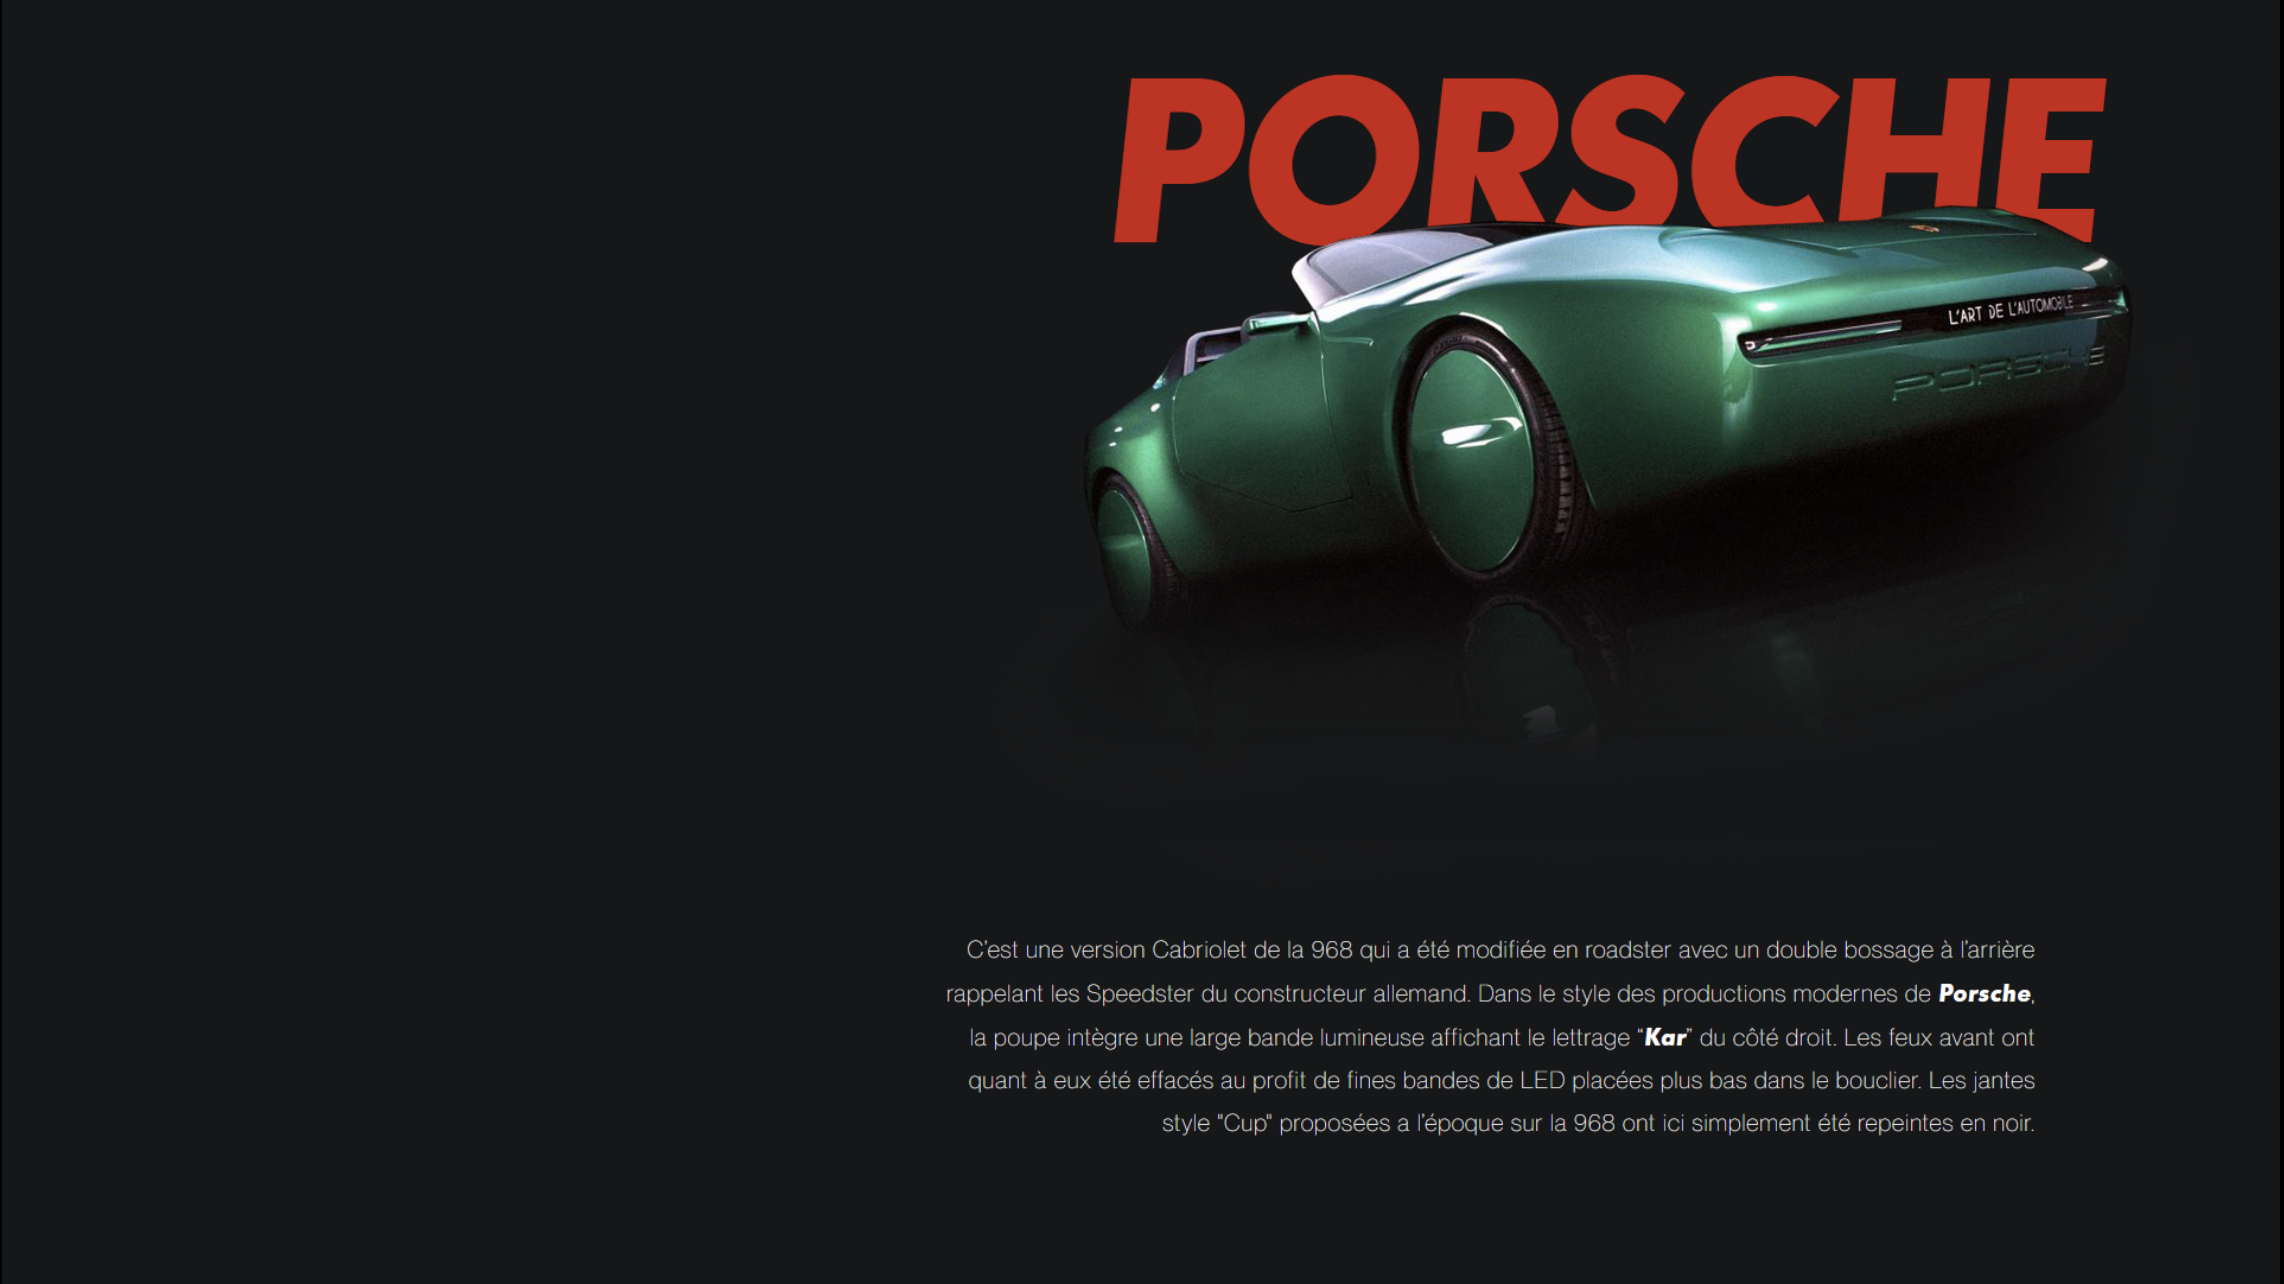 PORSCHE
L'ART DE L'AUTOMOBILE
PORSCHE
C'est une version Cabriolet de la 968 qui a été modifiée en roadster avec un double bossage à l'arrière
rappelant les Speedster du constructeur allemand. Dans le style des productions modernes de Porsche,
la poupe intègre une large bande lumineuse affichant le lettrage “Kar” du côté droit. Les feux avant ont
quant à eux été effacés au profit de fines bandes de LED placées plus bas dans le bouclier. Les jantes
style "Cup" proposées a l'époque sur la 968 ont ici simplement été repeintes en noir.